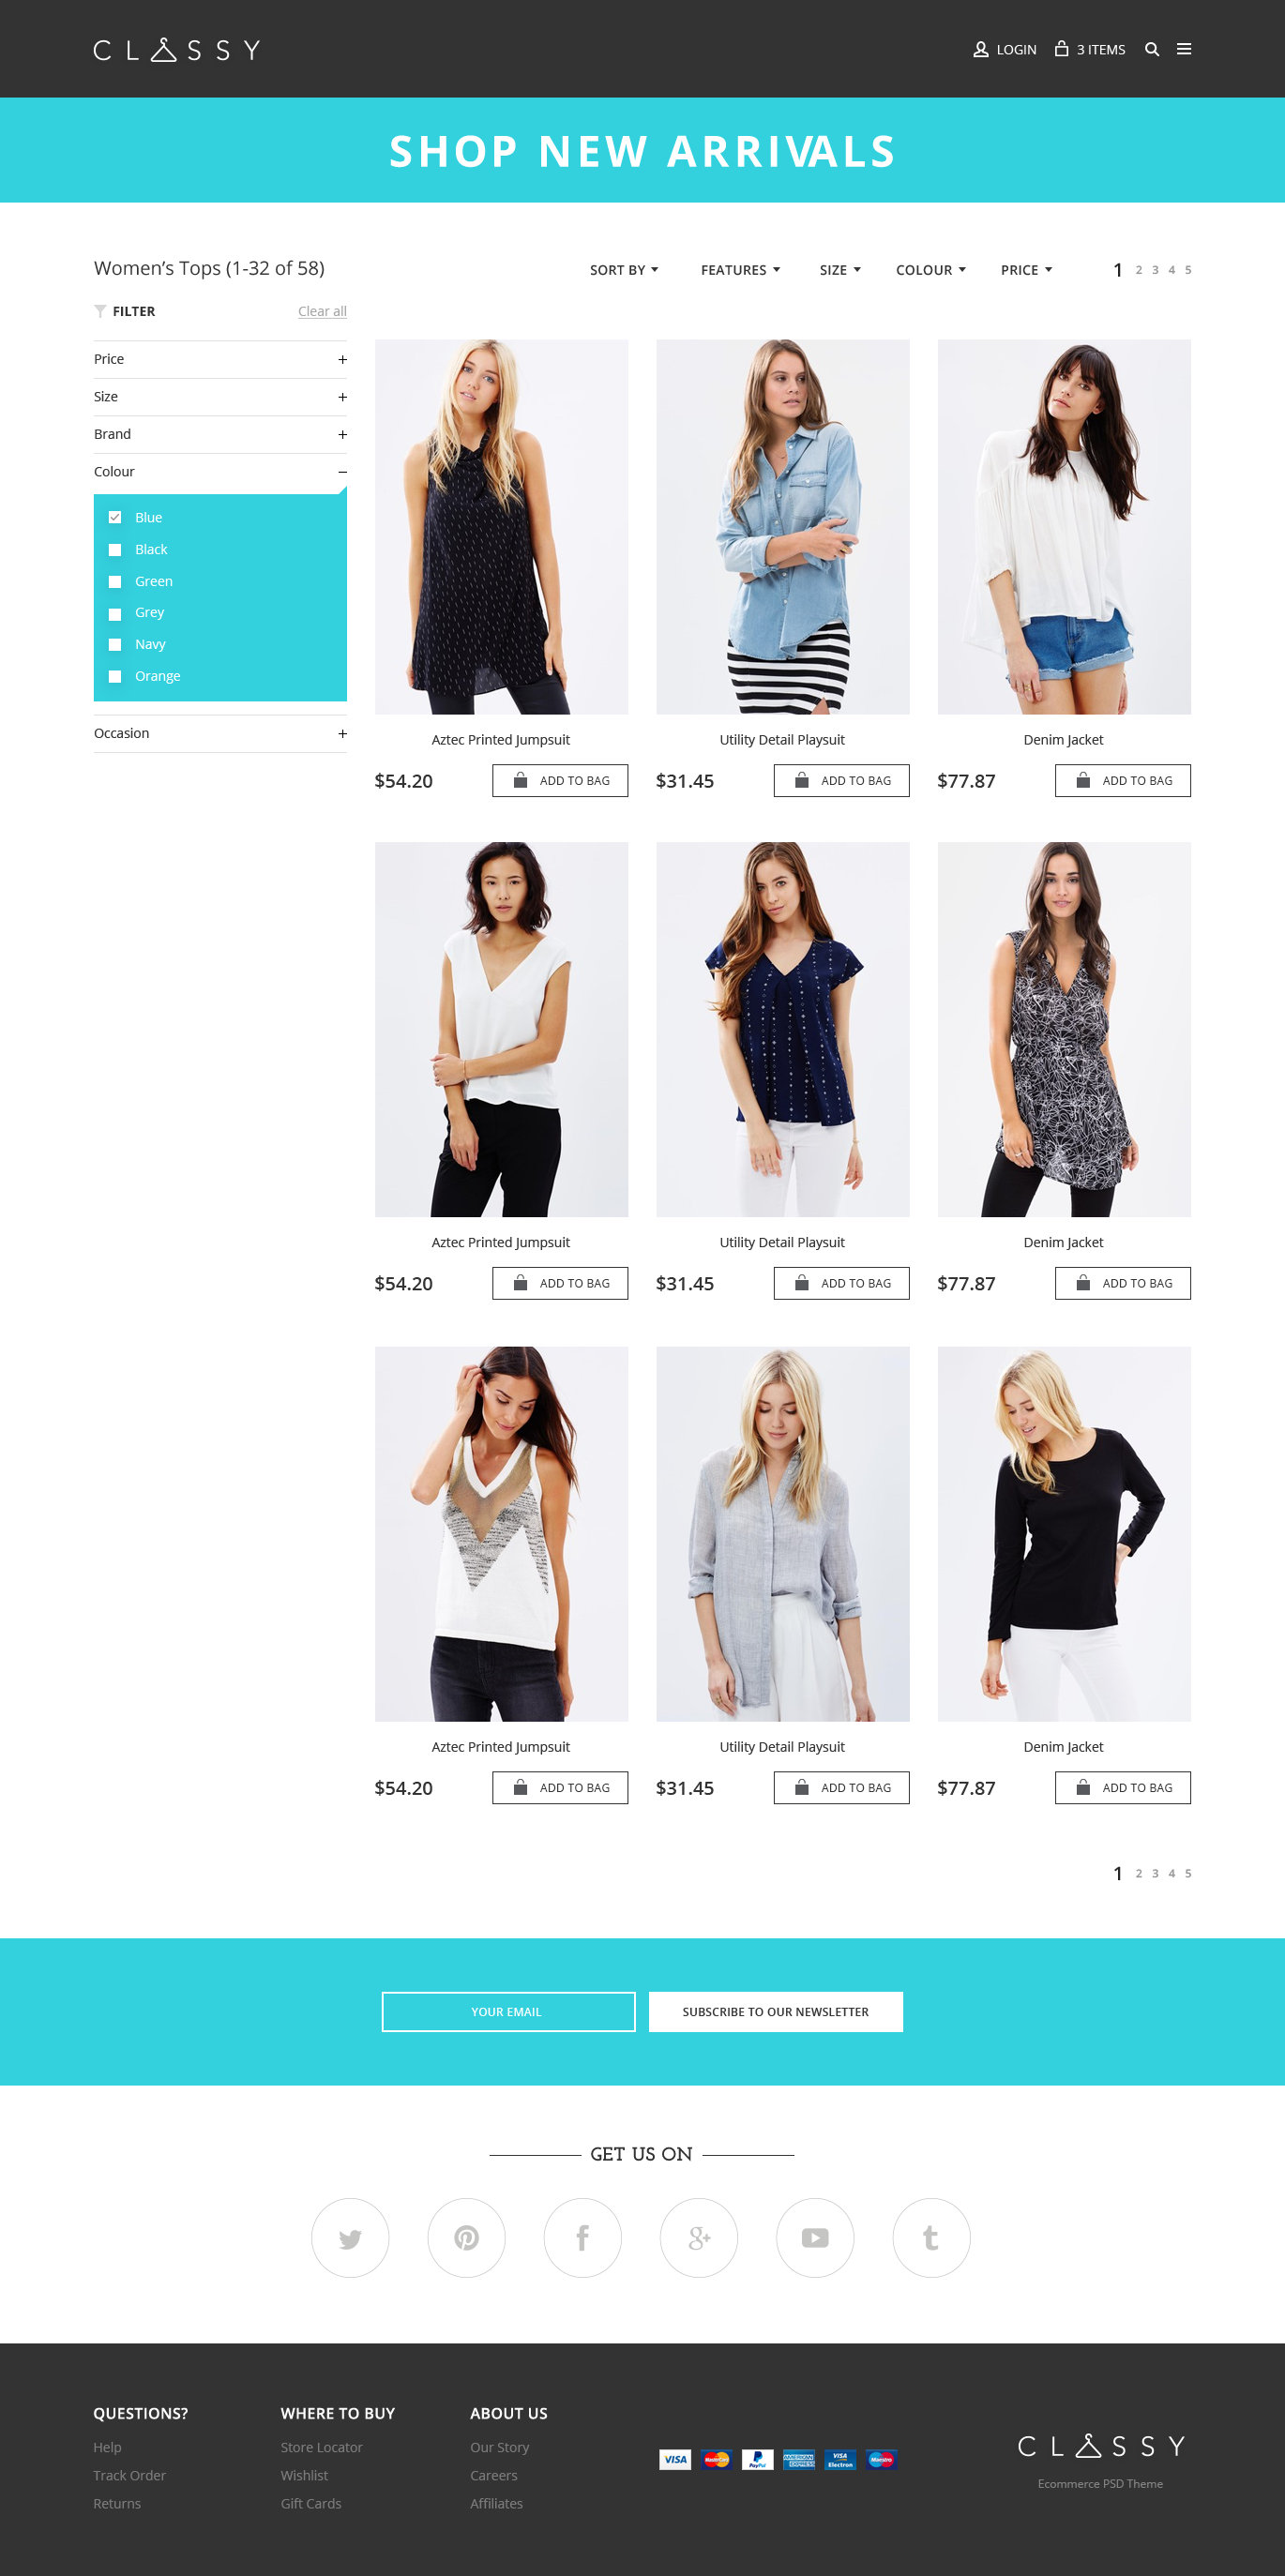 CLASSY
LOGIN 3 ITEMS
SHOP NEW ARRIVALS
Women’s Tops (1-32 of 58)
SORT BY FEATURES SIZE COLOUR PRICE 1 2 3 4 5
FILTER Clear all
Price
Size
Brand
Colour
Blue
Black
Green
Grey
Navy
Orange
Occasion
Aztec Printed Jumpsuit Utility Detail Playsuit Denim Jacket
$54.20 ADD TO BAG $31.45 ADD TO BAG $77.87 ADD TO BAG
Aztec Printed Jumpsuit Utility Detail Playsuit Denim Jacket
$54.20 ADD TO BAG $31.45 ADD TO BAG $77.87 ADD TO BAG
Aztec Printed Jumpsuit Utility Detail Playsuit Denim Jacket
$54.20 ADD TO BAG $31.45 ADD TO BAG $77.87 ADD TO BAG
1 2 3 4 5
YOUR EMAIL SUBSCRIBE TO OUR NEWSLETTER
GET US ON
QUESTIONS?
Help
Track Order
Returns
WHERE TO BUY
Store Locator
Wishlist
Gift Cards
ABOUT US
Our Story
Careers
Affiliates
VISA MasterCard PayPal AMERICAN EXPRESS VISA Electron Maestro
CLASSY
Ecommerce PSD Theme